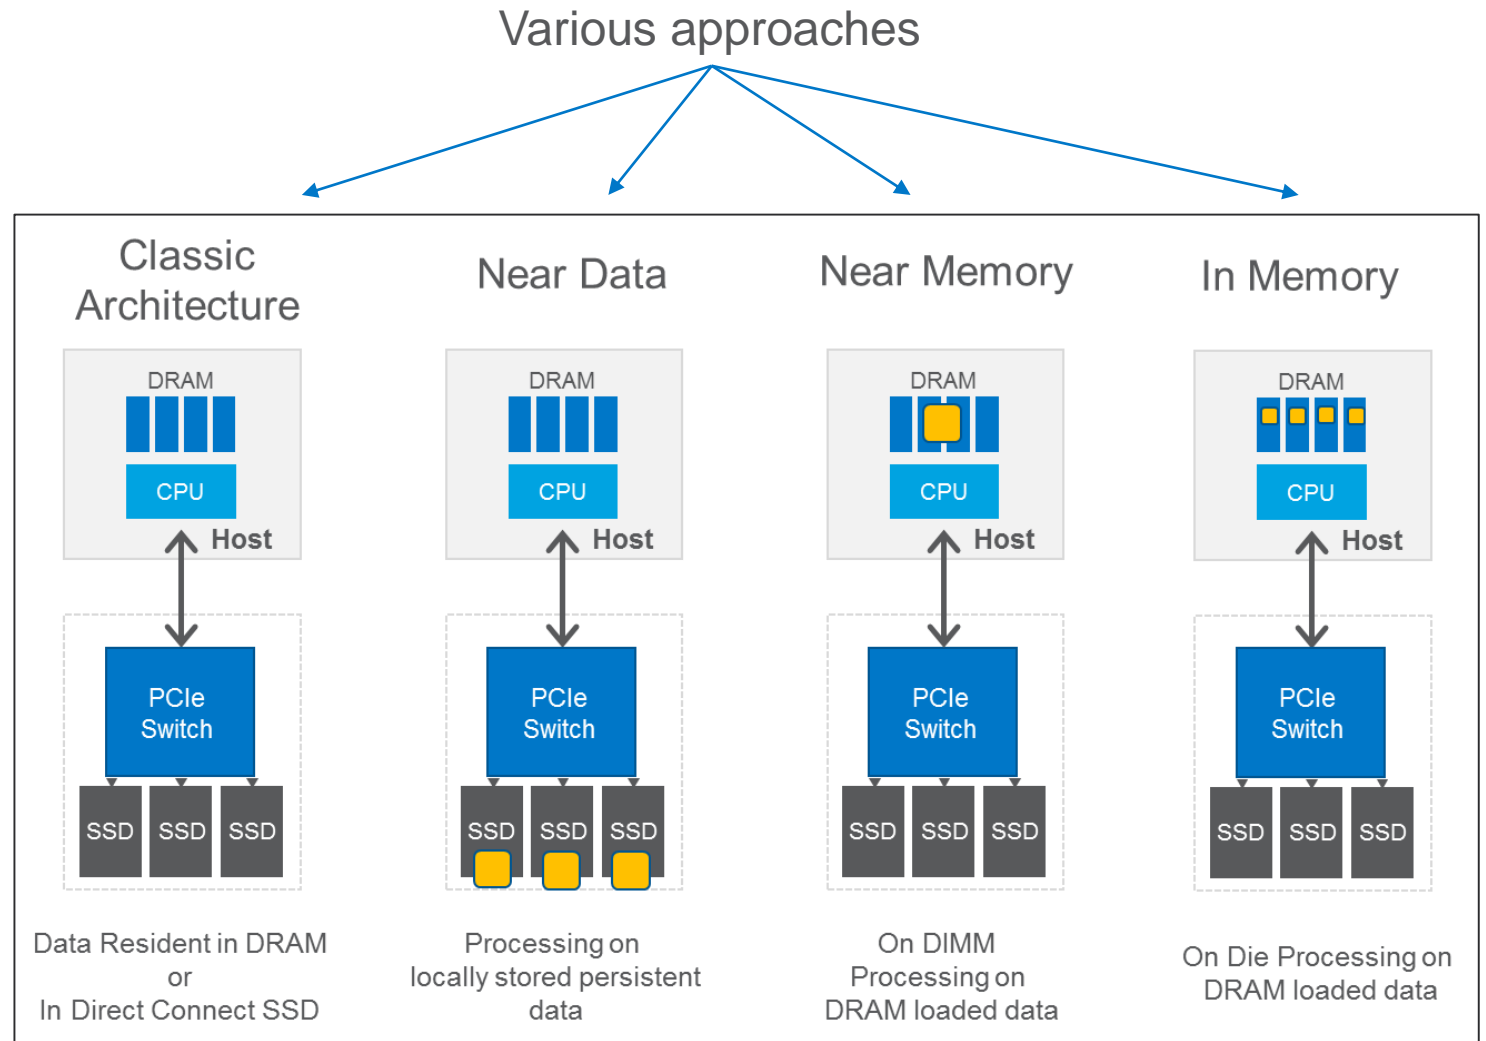 Various approaches
Classic
Architecture
DRAM
CPU
Host
PCIe
Switch
SSD
SSD
SSD
Data Resident in DRAM
or
In Direct Connect SSD
Near Data
DRAM
CPU
Host
PCIe
Switch
SSD
SSD
SSD
Processing on
locally stored persistent
data
Near Memory
DRAM
CPU
Host
PCIe
Switch
SSD
SSD
SSD
On DIMM
Processing on
DRAM loaded data
In Memory
DRAM
CPU
Host
PCIe
Switch
SSD
SSD
SSD
On Die Processing on
DRAM loaded data